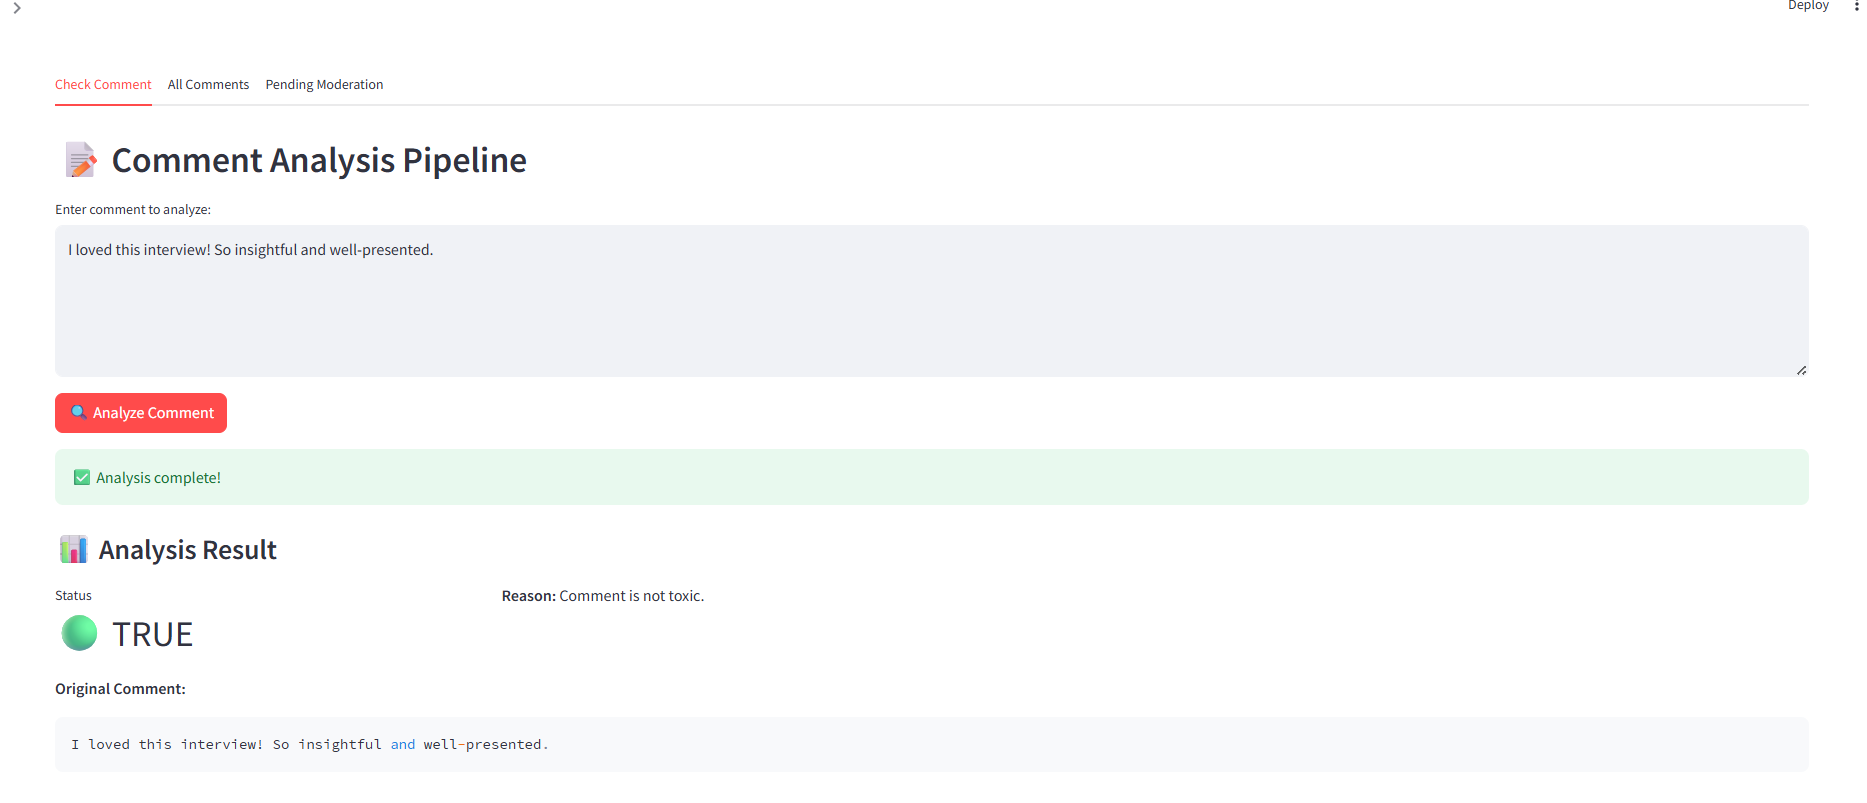 Deploy
Check Comment All Comments Pending Moderation
Comment Analysis Pipeline
Enter comment to analyze:
I loved this interview! So insightful and well-presented.
Analyze Comment
Analysis complete!
Analysis Result
Status
Reason: Comment is not toxic.
TRUE
Original Comment:
I loved this interview! So insightful and well-presented.